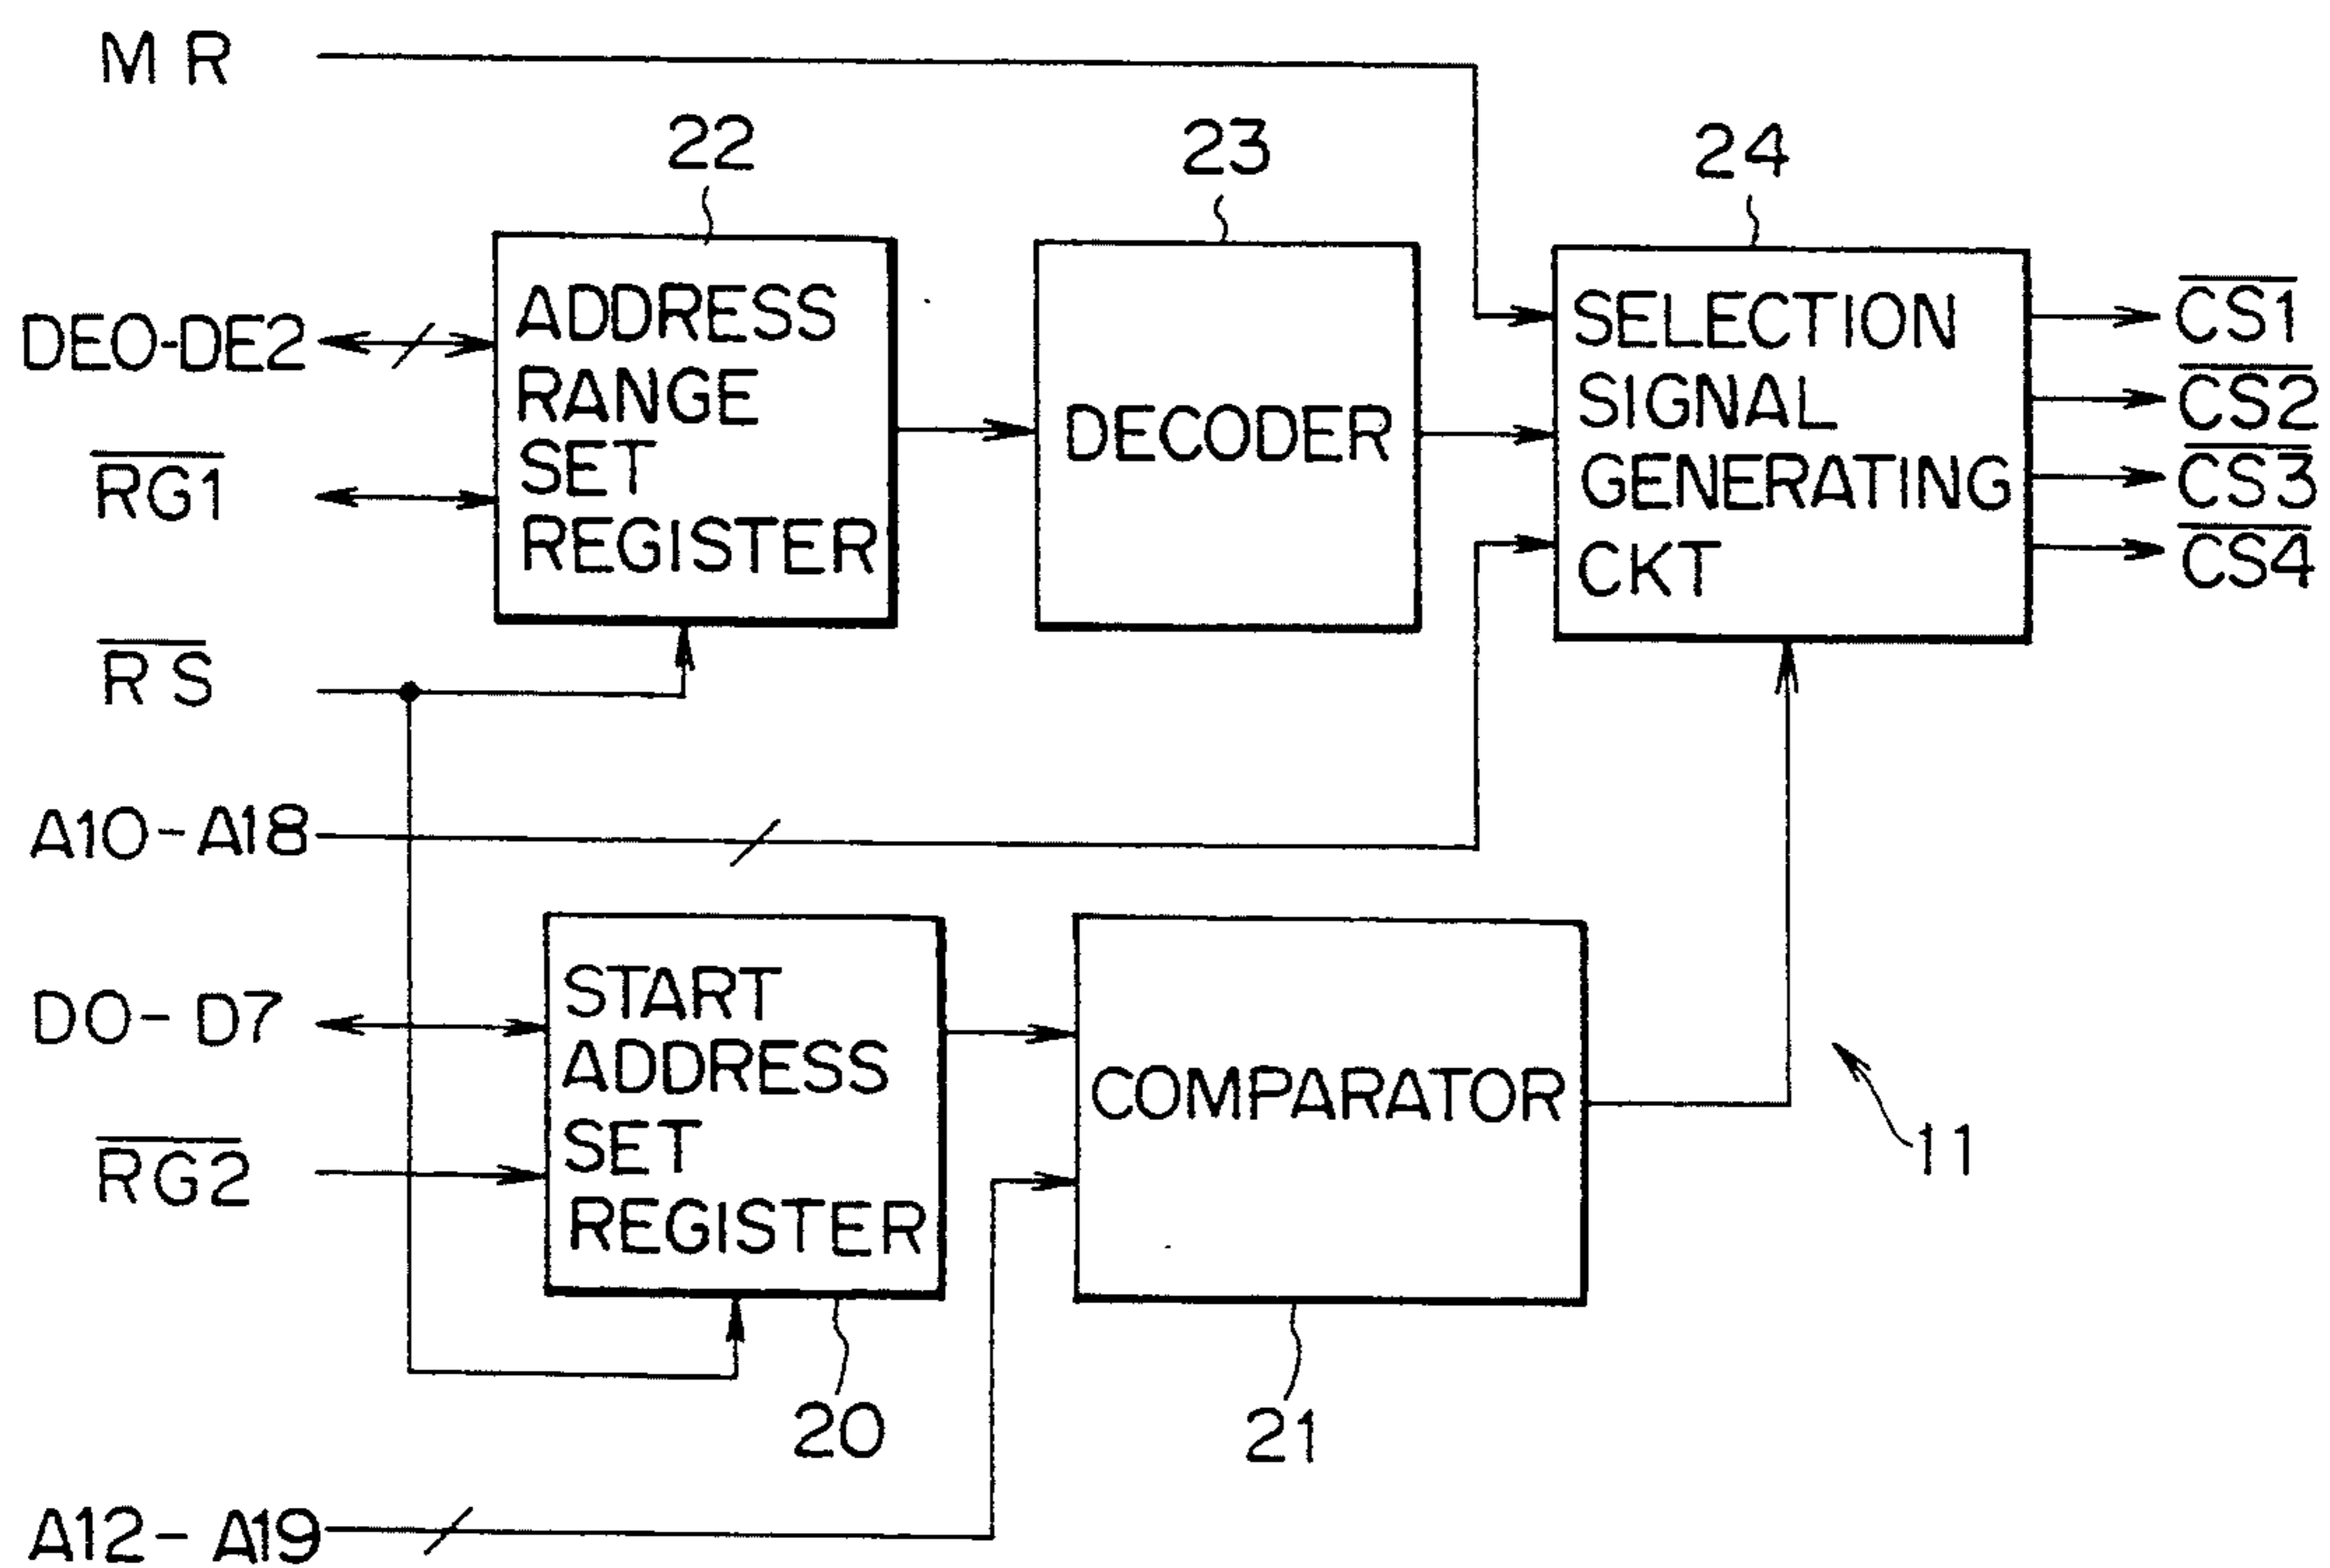 MR
22
23
24
DE0-DE2
RG1
RS
A10-A18
D0-D7
RG2
A12-A19
ADDRESS
RANGE
SET
REGISTER
DECODER
SELECTION
SIGNAL
GENERATING
CKT
CS1
CS2
CS3
CS4
START
ADDRESS
SET
REGISTER
COMPARATOR
11
20
21